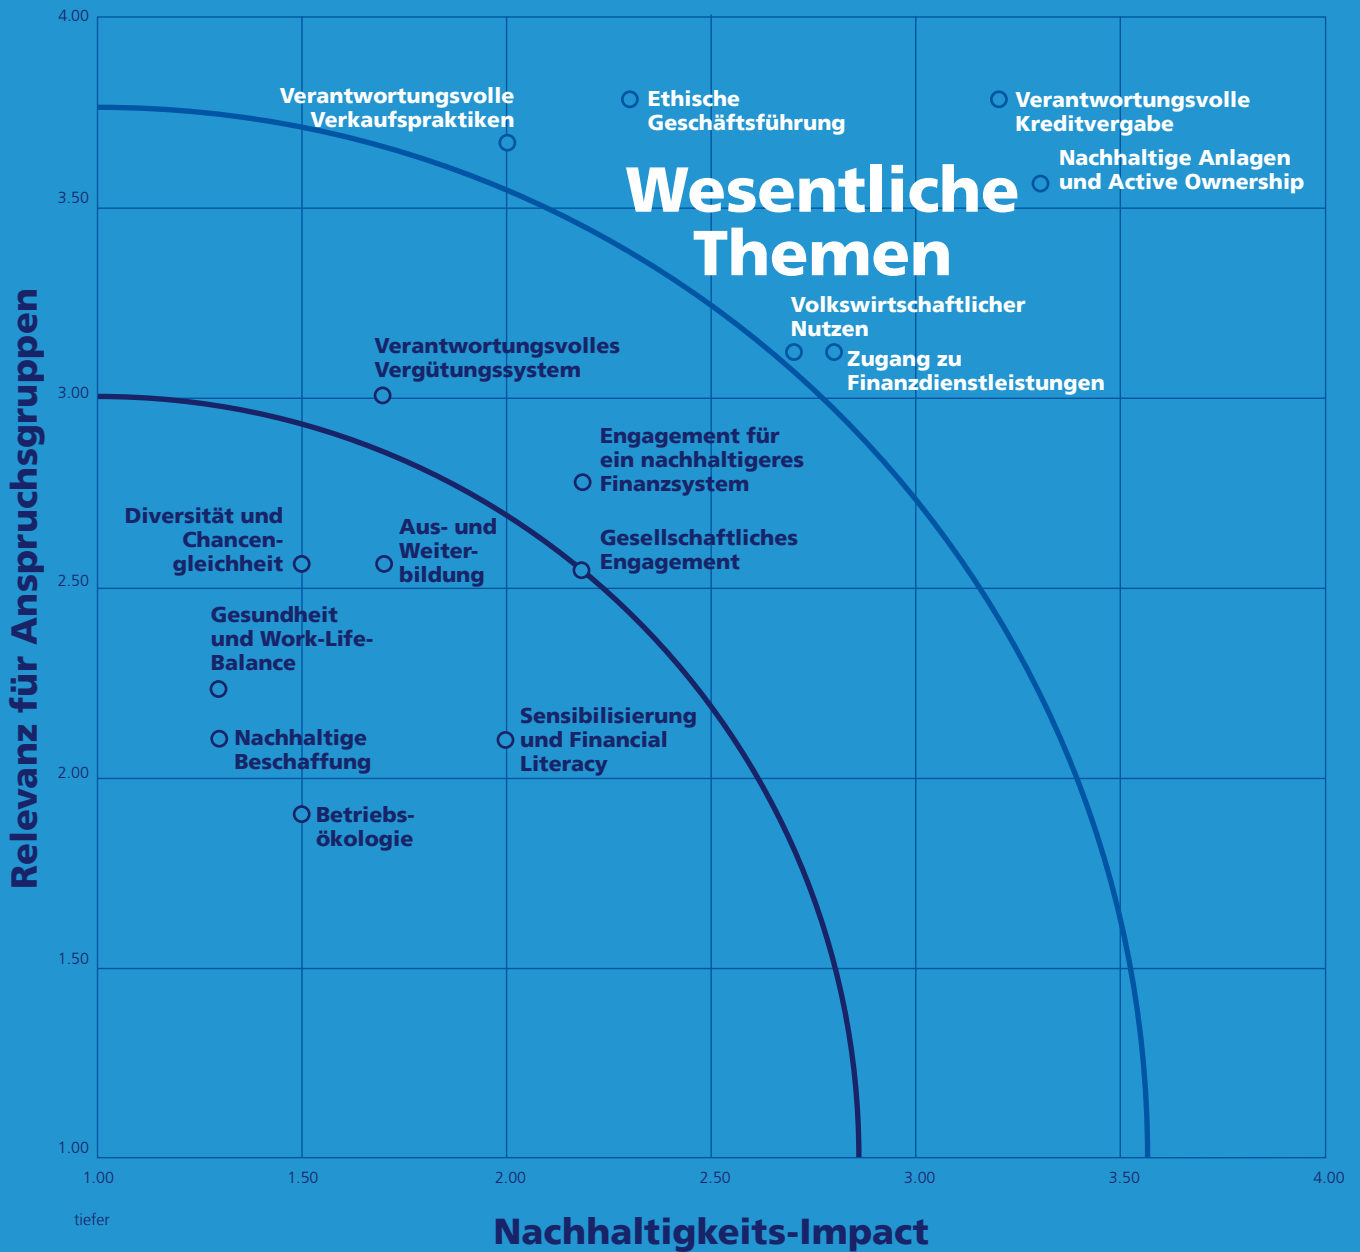 4.00
Verantwortungsvolle
Verkaufspraktiken
Ethische
Geschäftsführung
Verantwortungsvolle
Kreditvergabe
Nachhaltige Anlagen
und Active Ownership
Wesentliche
Themen
3.50
Volkswirtschaftlicher
Nutzen
Zugang zu
Finanzdienstleistungen
Verantwortungsvolles
Vergütungssystem
3.00
Engagement für
ein nachhaltigeres
Finanzsystem
Diversität und
Chancen-
gleichheit
Aus- und
Weiter-
bildung
Gesellschaftliches
Engagement
2.50
Gesundheit
und Work-Life-
Balance
Nachhaltige
Beschaffung
Sensibilisierung
und Financial
Literacy
2.00
Betriebs-
ökologie
1.50
1.00
Relevanz für Anspruchsgruppen
1.00 1.50 2.00 2.50 3.00 3.50 4.00
tiefer
Nachhaltigkeits-Impact